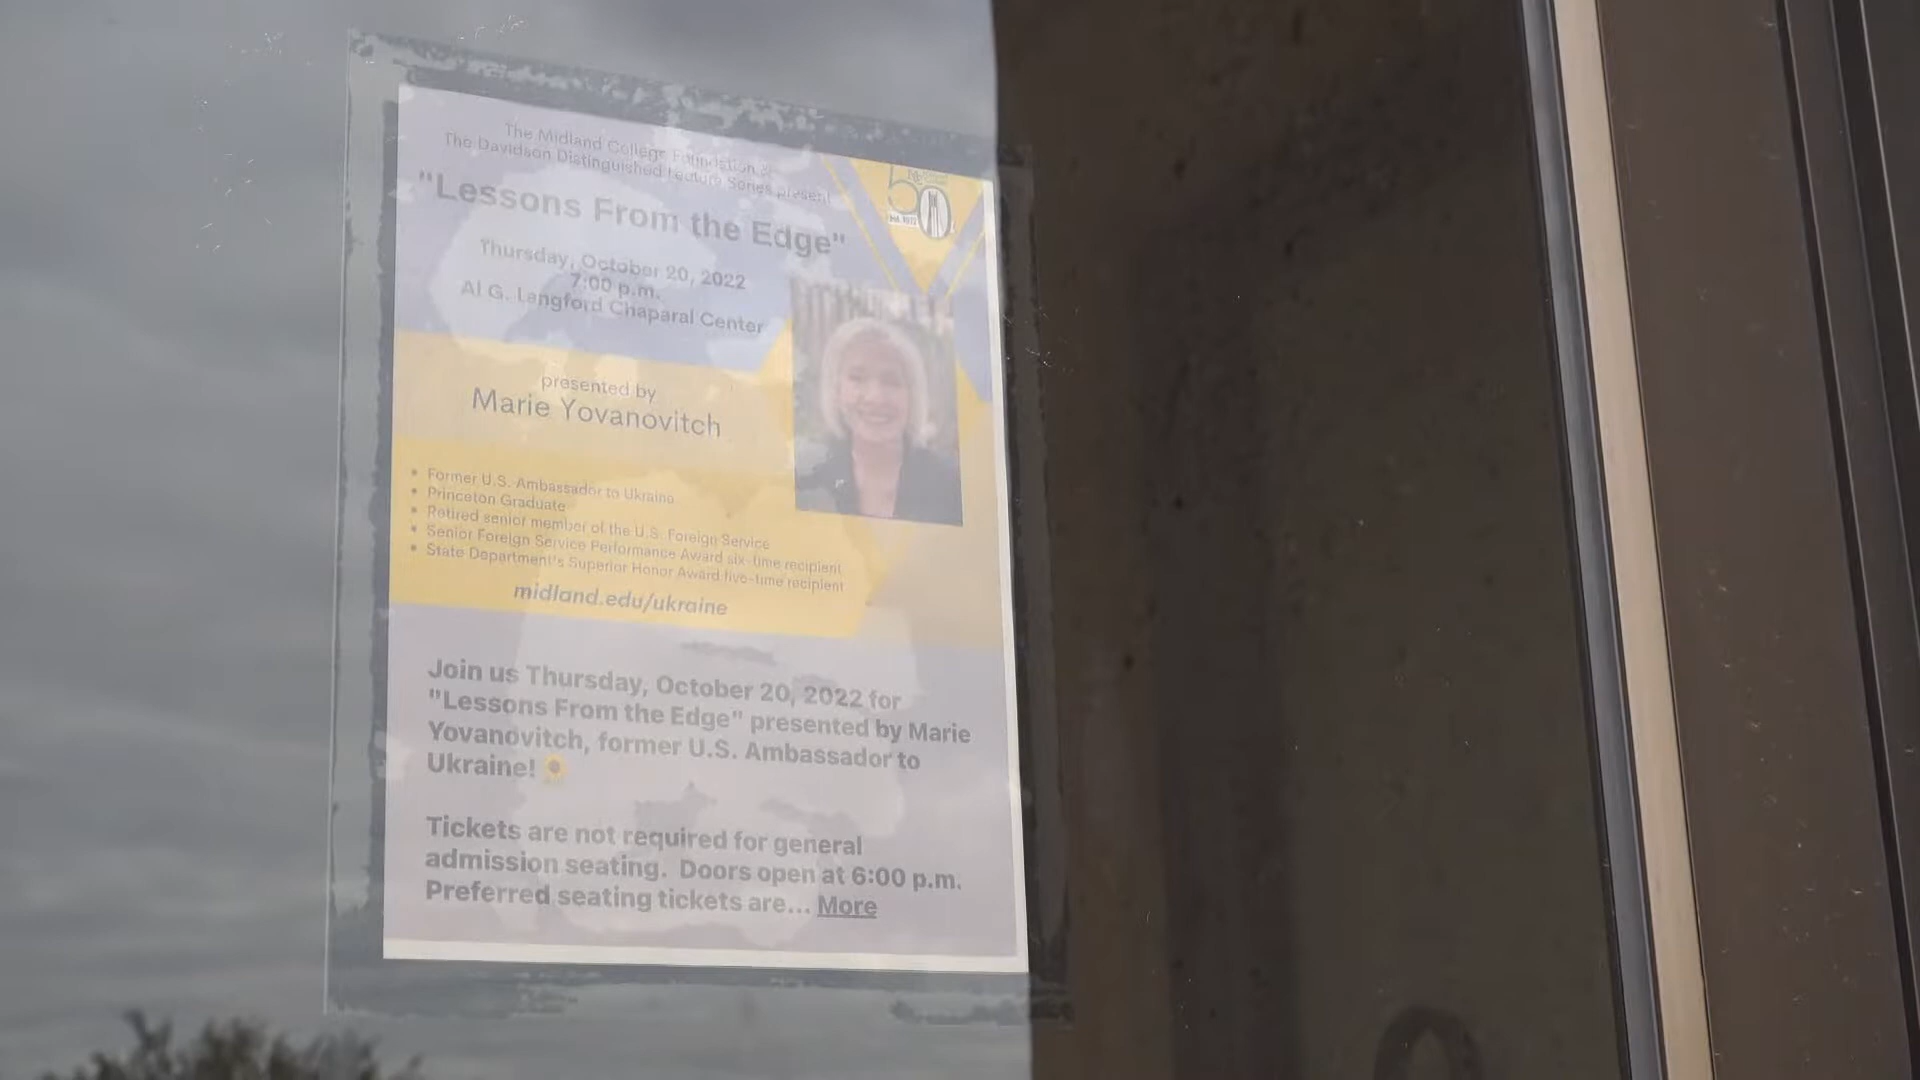 The Midland College Foundation &
The Davidson Distinguished Lecture Series present
"Lessons From the Edge"
Thursday, October 20, 2022
7:00 p.m.
Al G. Langford Chaparal Center
50
Est. 1972
presented by
Marie Yovanovitch
• Former U.S. Ambassador to Ukraine
• Princeton Graduate
• Retired senior member of the U.S. Foreign Service
• Senior Foreign Service Performance Award six-time recipient
• State Department's Superior Honor Award five-time recipient
midland.edu/ukraine
Join us Thursday, October 20, 2022 for
"Lessons From the Edge" presented by Marie
Yovanovitch, former U.S. Ambassador to
Ukraine! 🌻
Tickets are not required for general
admission seating. Doors open at 6:00 p.m.
Preferred seating tickets are... More